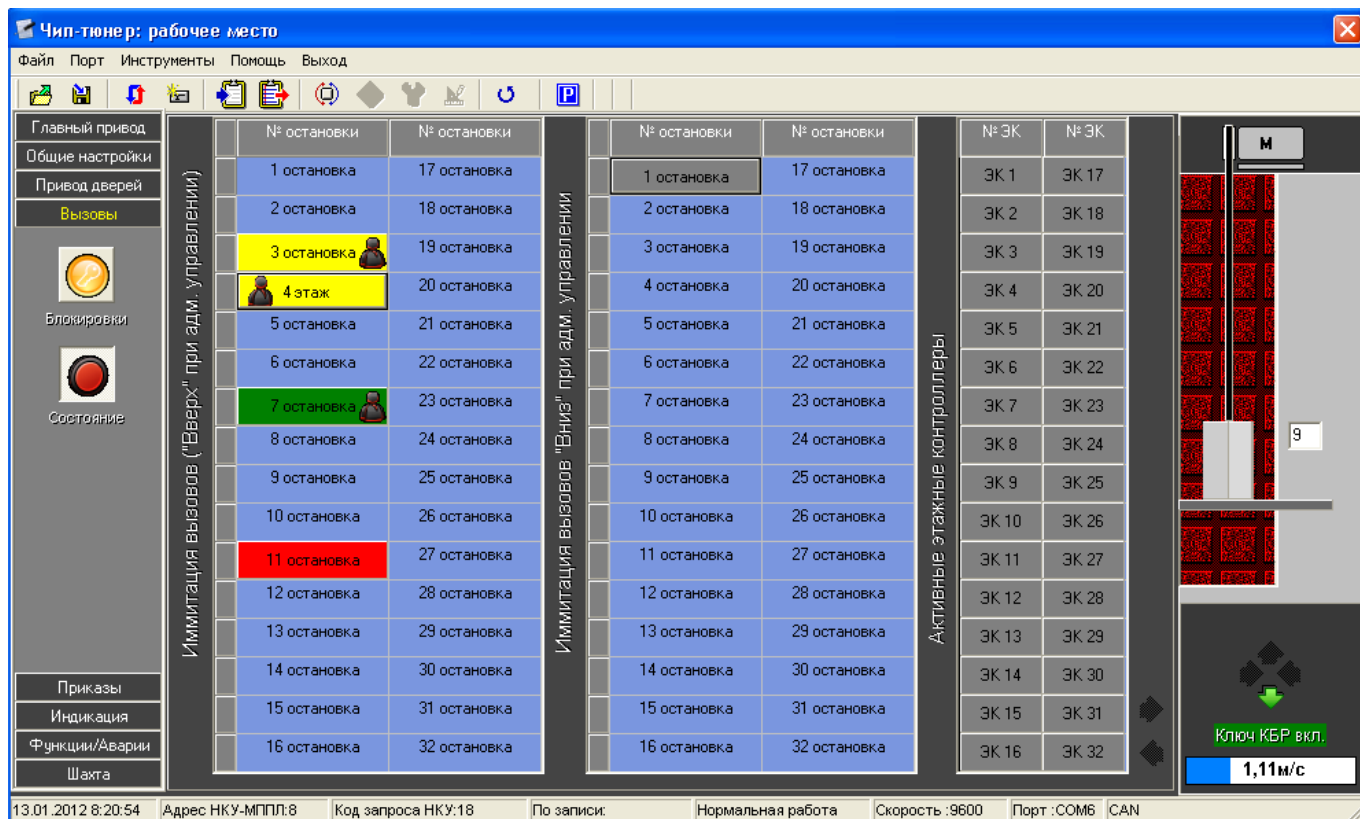 Чип-тюнер: рабочее место
Файл Порт Инструменты Помощь Выход
P
Главный привод
Общие настройки
Привод дверей
Вызовы
Блокировки
Состояние
Приказы
Индикация
Функции/Аварии
Шахта
Иммитация вызовов ("Вверх" при адм. управлении)
№ остановки № остановки
1 остановка 17 остановка
2 остановка 18 остановка
3 остановка 19 остановка
4 этаж 20 остановка
5 остановка 21 остановка
6 остановка 22 остановка
7 остановка 23 остановка
8 остановка 24 остановка
9 остановка 25 остановка
10 остановка 26 остановка
11 остановка 27 остановка
12 остановка 28 остановка
13 остановка 29 остановка
14 остановка 30 остановка
15 остановка 31 остановка
16 остановка 32 остановка
Иммитация вызовов "Вниз" при адм. управлении
№ остановки № остановки
1 остановка 17 остановка
2 остановка 18 остановка
3 остановка 19 остановка
4 остановка 20 остановка
5 остановка 21 остановка
6 остановка 22 остановка
7 остановка 23 остановка
8 остановка 24 остановка
9 остановка 25 остановка
10 остановка 26 остановка
11 остановка 27 остановка
12 остановка 28 остановка
13 остановка 29 остановка
14 остановка 30 остановка
15 остановка 31 остановка
16 остановка 32 остановка
Активные этажные контроллеры
№ ЭК № ЭК
ЭК 1 ЭК 17
ЭК 2 ЭК 18
ЭК 3 ЭК 19
ЭК 4 ЭК 20
ЭК 5 ЭК 21
ЭК 6 ЭК 22
ЭК 7 ЭК 23
ЭК 8 ЭК 24
ЭК 9 ЭК 25
ЭК 10 ЭК 26
ЭК 11 ЭК 27
ЭК 12 ЭК 28
ЭК 13 ЭК 29
ЭК 14 ЭК 30
ЭК 15 ЭК 31
ЭК 16 ЭК 32
М
9
Ключ КБР вкл.
1,11м/с
13.01.2012 8:20:54 Адрес НКУ-МППЛ:8 Код запроса НКУ:18 По записи: Нормальная работа Скорость :9600 Порт :COM6 CAN